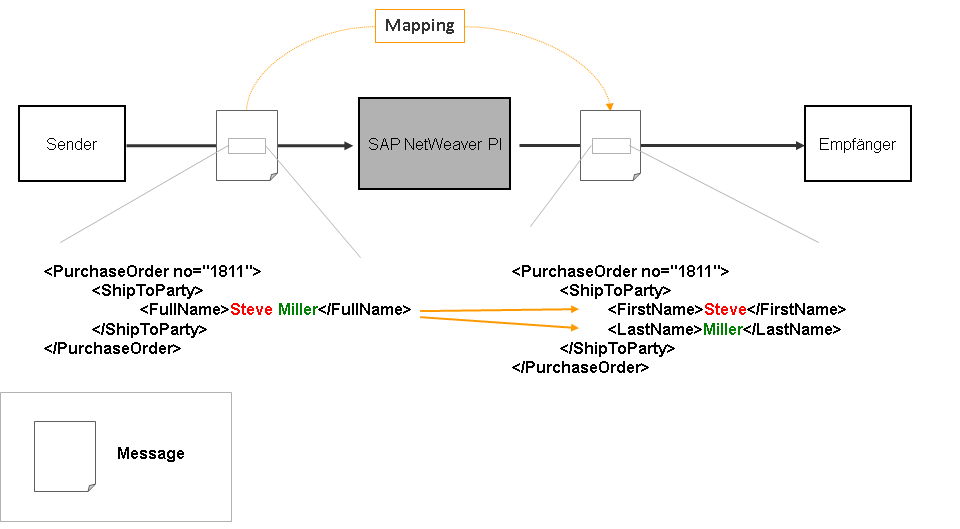 Mapping
Sender
SAP NetWeaver PI
Empfänger
<PurchaseOrder no="1811">
<ShipToParty>
<FullName>Steve Miller</FullName>
</ShipToParty>
</PurchaseOrder>
<PurchaseOrder no="1811">
<ShipToParty>
<FirstName>Steve</FirstName>
<LastName>Miller</LastName>
</ShipToParty>
</PurchaseOrder>
Message